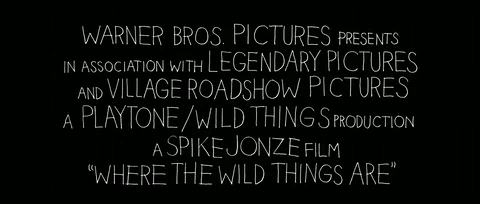 WARNER BROS. PICTURES PRESENTS
IN ASSOCIATION WITH LEGENDARY PICTURES
AND VILLAGE ROADSHOW PICTURES
A PLAYTONE/WILD THINGS PRODUCTION
A SPIKE JONZE FILM
“WHERE THE WILD THINGS ARE”